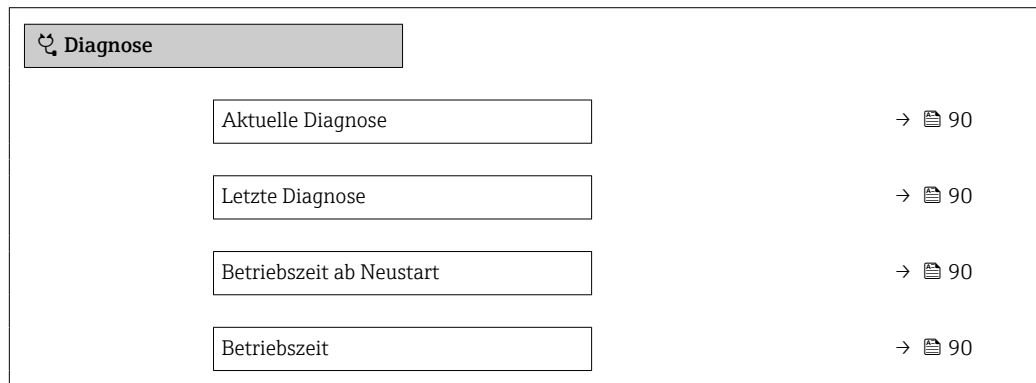 Diagnose
Aktuelle Diagnose → 90
Letzte Diagnose → 90
Betriebszeit ab Neustart → 90
Betriebszeit → 90